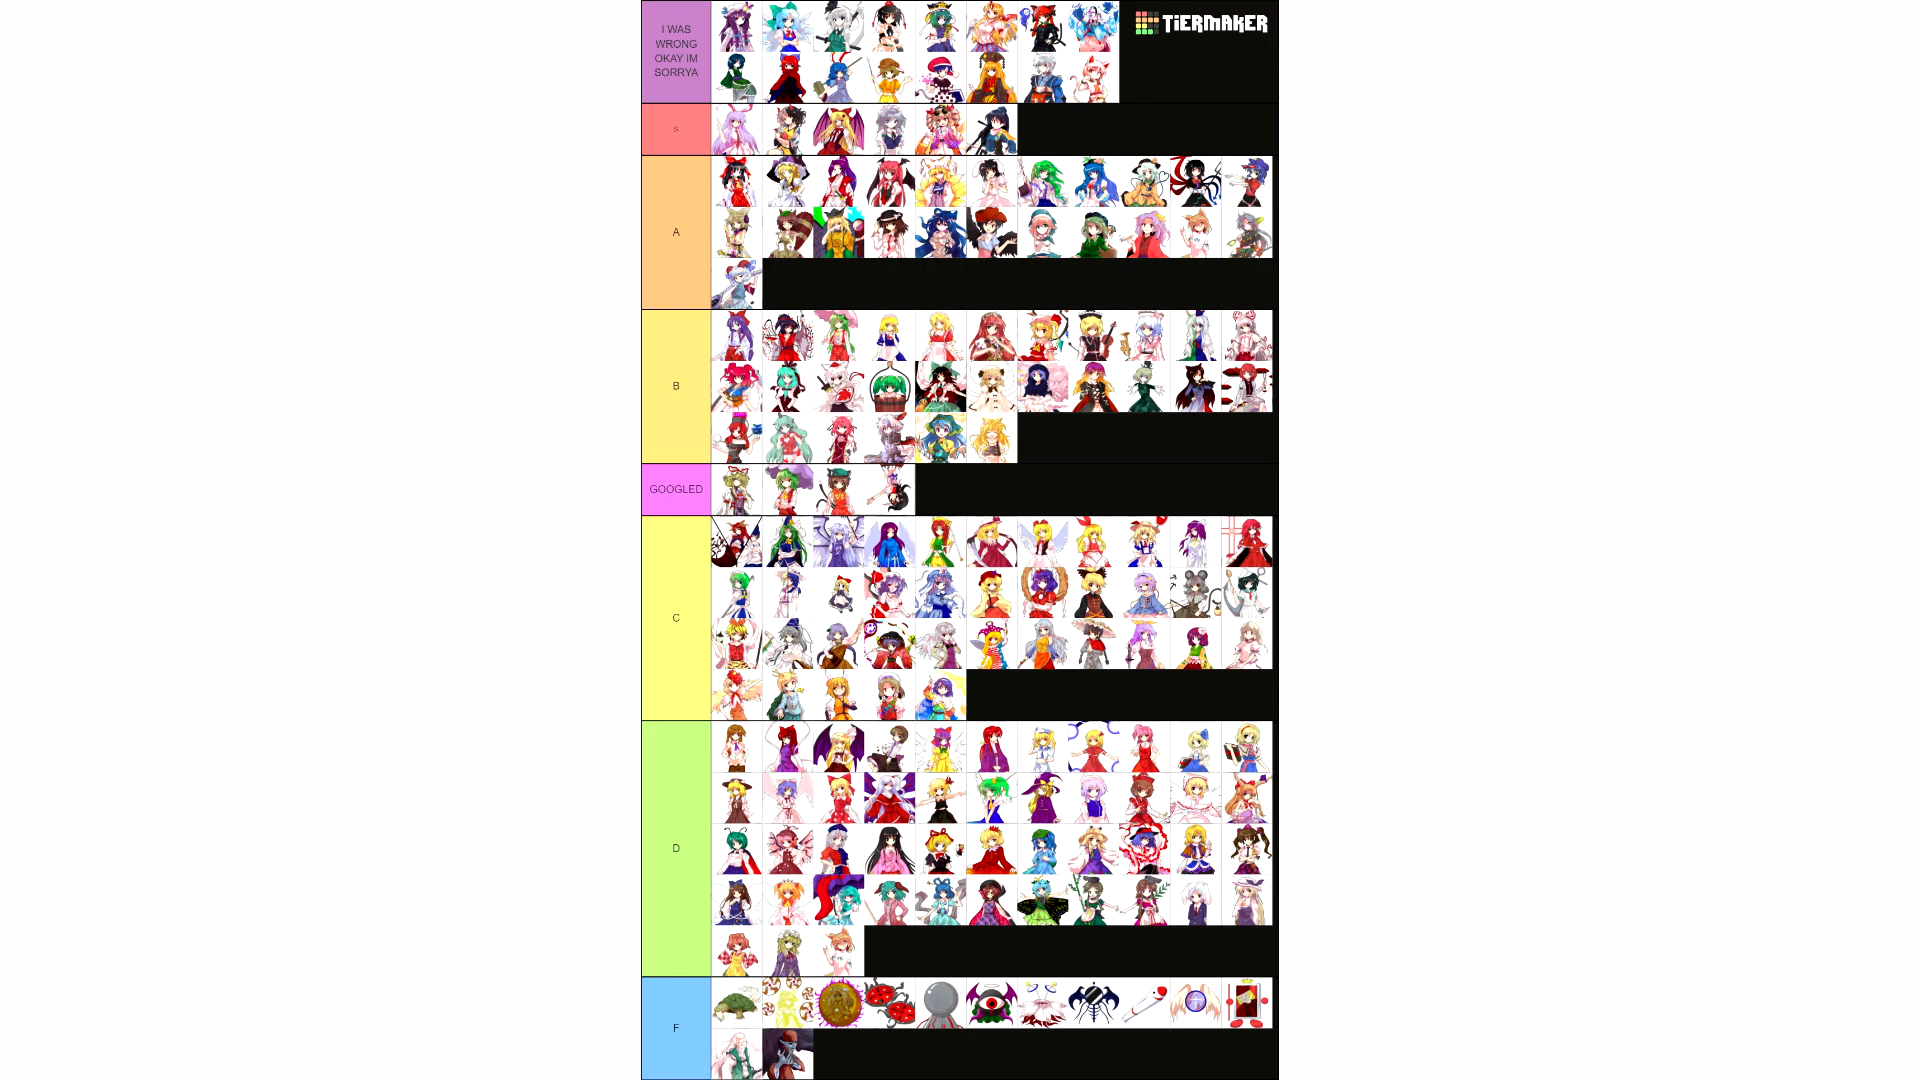 I WAS
WRONG
OKAY IM
SORRYA
TiERMAKER
S
A
B
GOOGLED
C
D
F